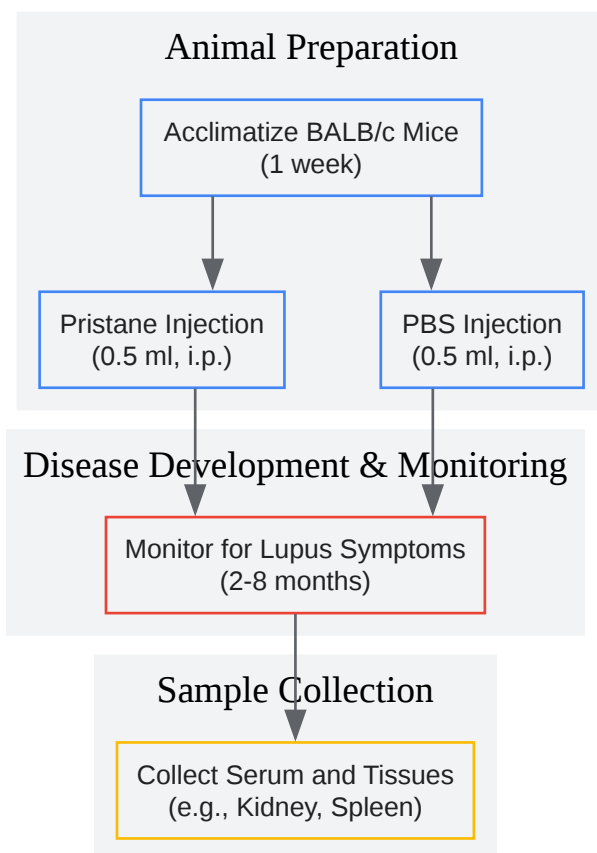 Animal Preparation
Acclimatize BALB/c Mice
(1 week)
Pristane Injection
(0.5 ml, i.p.)
PBS Injection
(0.5 ml, i.p.)
Disease Development & Monitoring
Monitor for Lupus Symptoms
(2-8 months)
Sample Collection
Collect Serum and Tissues
(e.g., Kidney, Spleen)